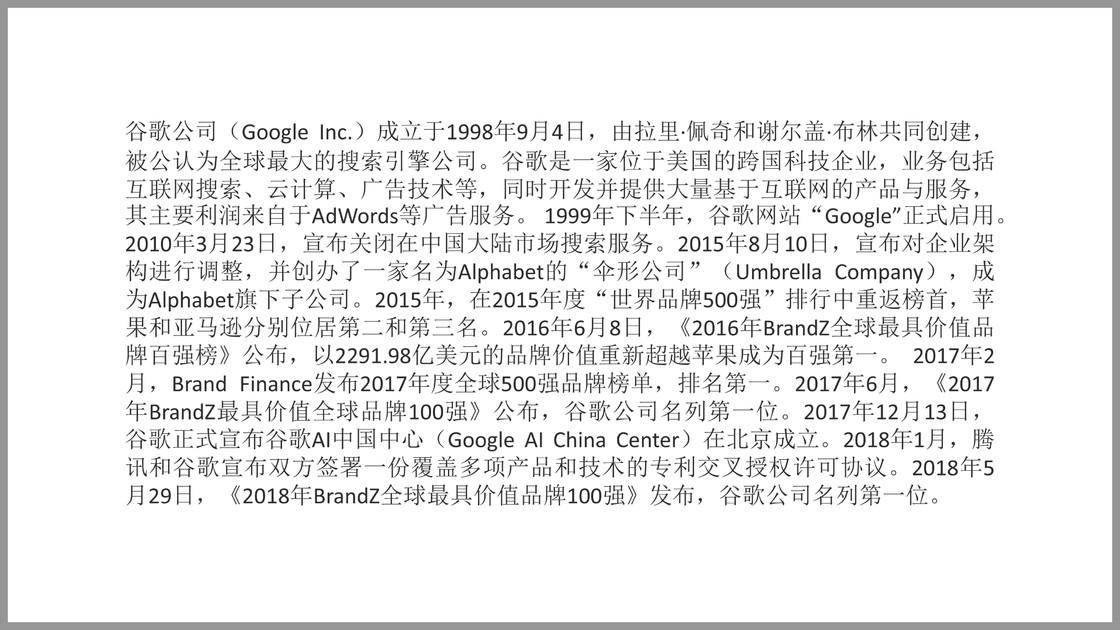 谷歌公司（Google Inc.）成立于1998年9月4日，由拉里·佩奇和谢尔盖·布林共同创建，
被公认为全球最大的搜索引擎公司。谷歌是一家位于美国的跨国科技企业，业务包括
互联网搜索、云计算、广告技术等，同时开发并提供大量基于互联网的产品与服务，
其主要利润来自于AdWords等广告服务。 1999年下半年，谷歌网站“Google”正式启用。
2010年3月23日，宣布关闭在中国大陆市场搜索服务。2015年8月10日，宣布对企业架
构进行调整，并创办了一家名为Alphabet的“伞形公司”（Umbrella Company），成
为Alphabet旗下子公司。2015年，在2015年度“世界品牌500强”排行中重返榜首，苹
果和亚马逊分别位居第二和第三名。2016年6月8日，《2016年BrandZ全球最具价值品
牌百强榜》公布，以2291.98亿美元的品牌价值重新超越苹果成为百强第一。 2017年2
月，Brand Finance发布2017年度全球500强品牌榜单，排名第一。2017年6月，《2017
年BrandZ最具价值全球品牌100强》公布，谷歌公司名列第一位。2017年12月13日，
谷歌正式宣布谷歌AI中国中心（Google AI China Center）在北京成立。2018年1月，腾
讯和谷歌宣布双方签署一份覆盖多项产品和技术的专利交叉授权许可协议。2018年5
月29日，《2018年BrandZ全球最具价值品牌100强》发布，谷歌公司名列第一位。